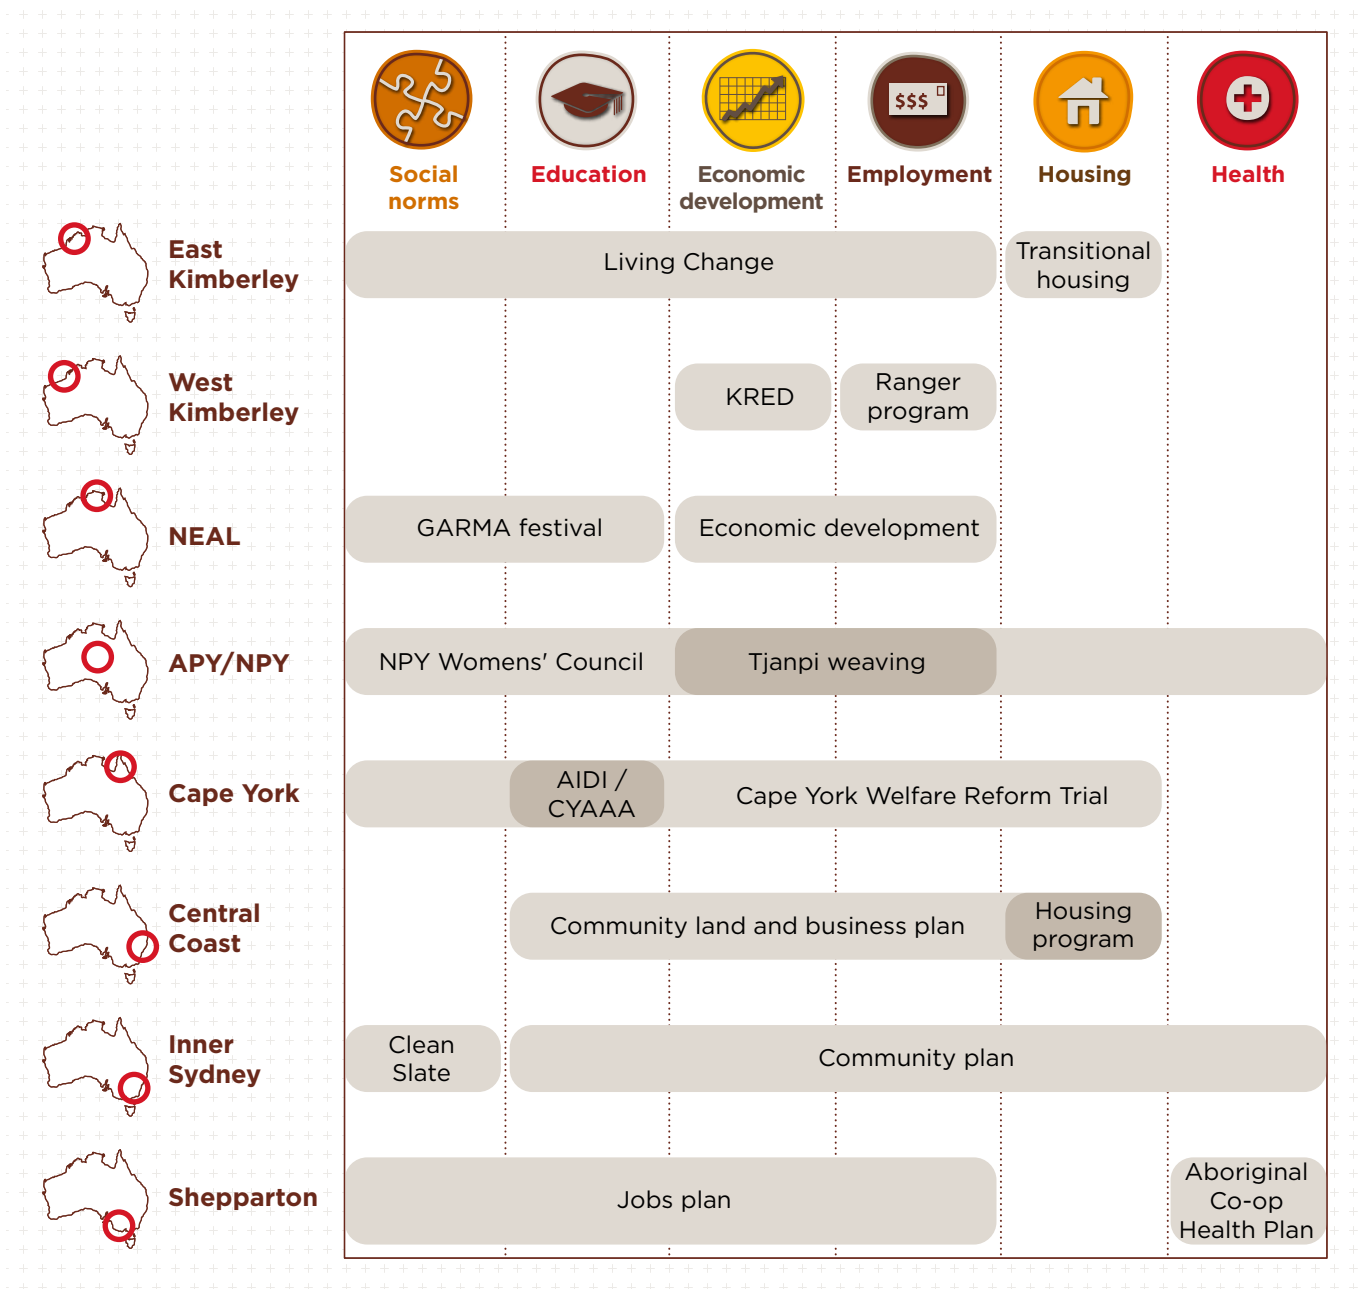 $$$
Social
norms
Education
Economic
development
Employment
Housing
Health
East
Kimberley
Living Change
Transitional
housing
West
Kimberley
KRED
Ranger
program
NEAL
GARMA festival
Economic development
APY/NPY
NPY Womens' Council
Tjanpi weaving
Cape York
AIDI /
CYAAA
Cape York Welfare Reform Trial
Central
Coast
Community land and business plan
Housing
program
Inner
Sydney
Clean
Slate
Community plan
Shepparton
Jobs plan
Aboriginal
Co-op
Health Plan